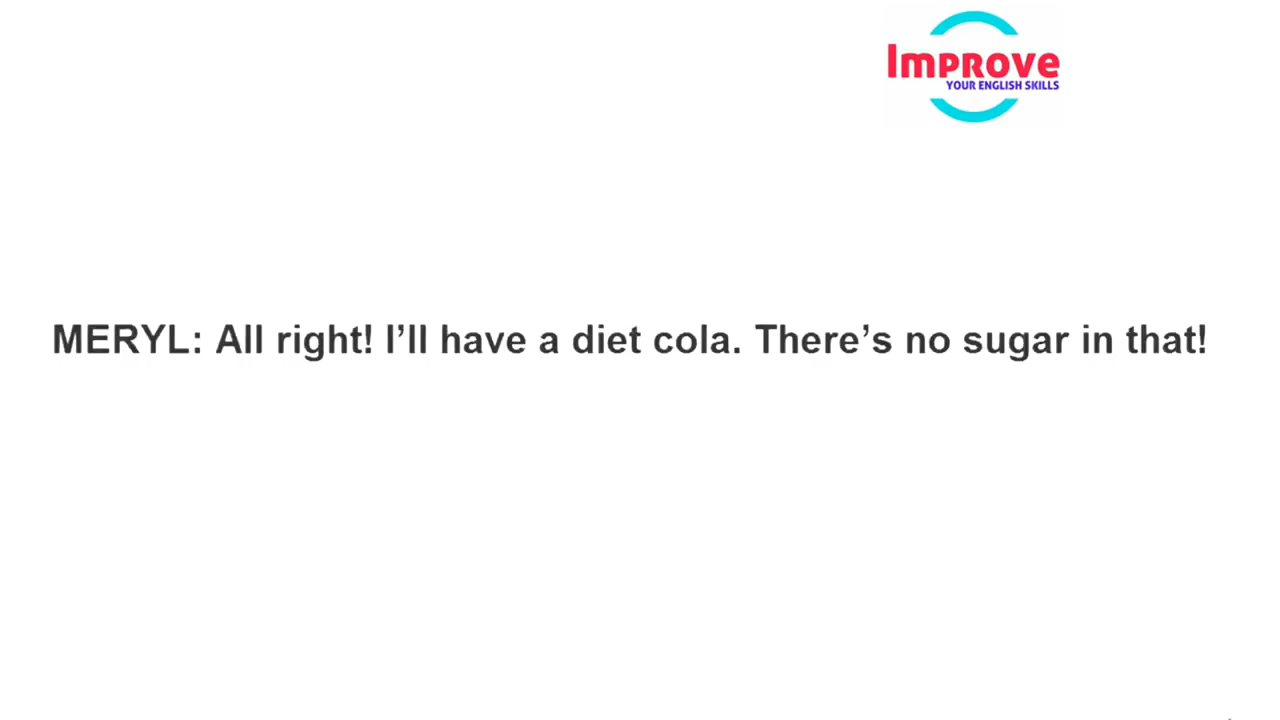 Improve
YOUR ENGLISH SKILLS
MERYL: All right! I’ll have a diet cola. There’s no sugar in that!